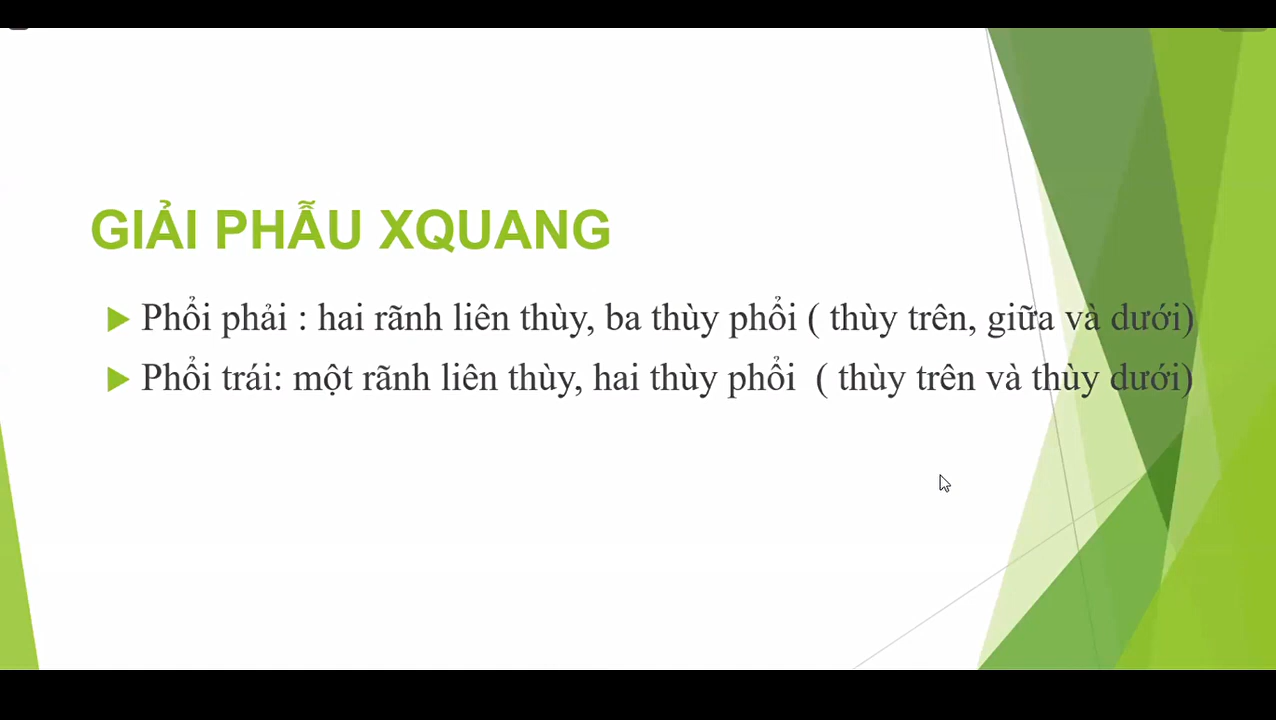 GIẢI PHẪU XQUANG
Phổi phải : hai rãnh liên thùy, ba thùy phổi ( thùy trên, giữa và dưới)
Phổi trái: một rãnh liên thùy, hai thùy phổi  ( thùy trên và thùy dưới)